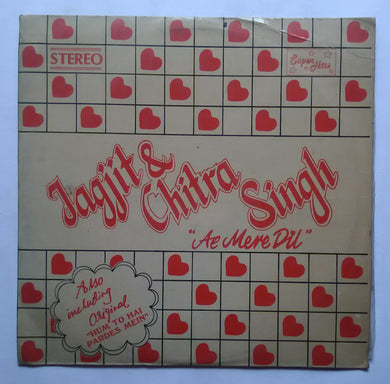 STEREO
Super
Hits
Jagjit &
Chitra
Singh
"Ae Mere Dil"
Also
including
Original
"HUM TO HAI
PARDES MEIN"